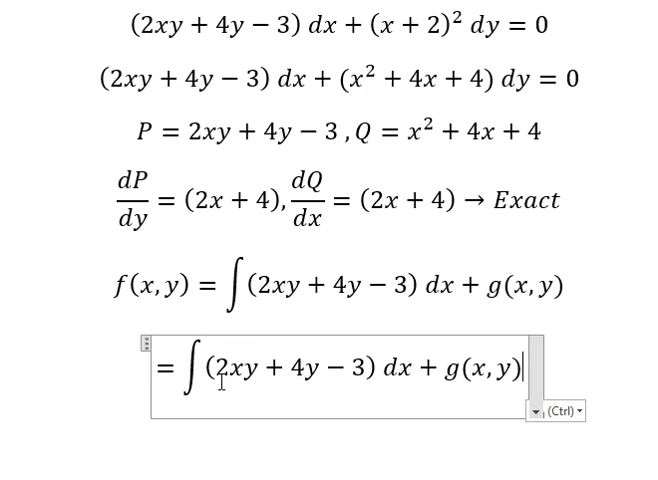 (2xy + 4y − 3) dx + (x + 2)² dy = 0
(2xy + 4y − 3) dx + (x² + 4x + 4) dy = 0
P = 2xy + 4y − 3 , Q = x² + 4x + 4
dP/dy = (2x + 4), dQ/dx = (2x + 4) → Exact
f(x, y) = ∫(2xy + 4y − 3) dx + g(x, y)
= ∫(2xy + 4y − 3) dx + g(x, y)
(Ctrl)